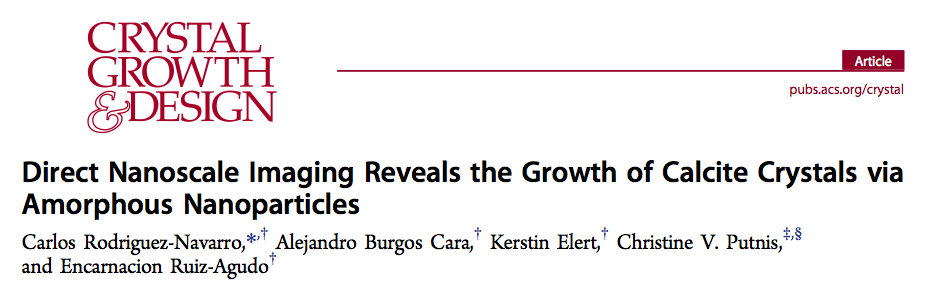 CRYSTAL
GROWTH
&DESIGN
Article
pubs.acs.org/crystal
Direct Nanoscale Imaging Reveals the Growth of Calcite Crystals via
Amorphous Nanoparticles
Carlos Rodriguez-Navarro,*,† Alejandro Burgos Cara,† Kerstin Elert,† Christine V. Putnis,‡,§
and Encarnacion Ruiz-Agudo†